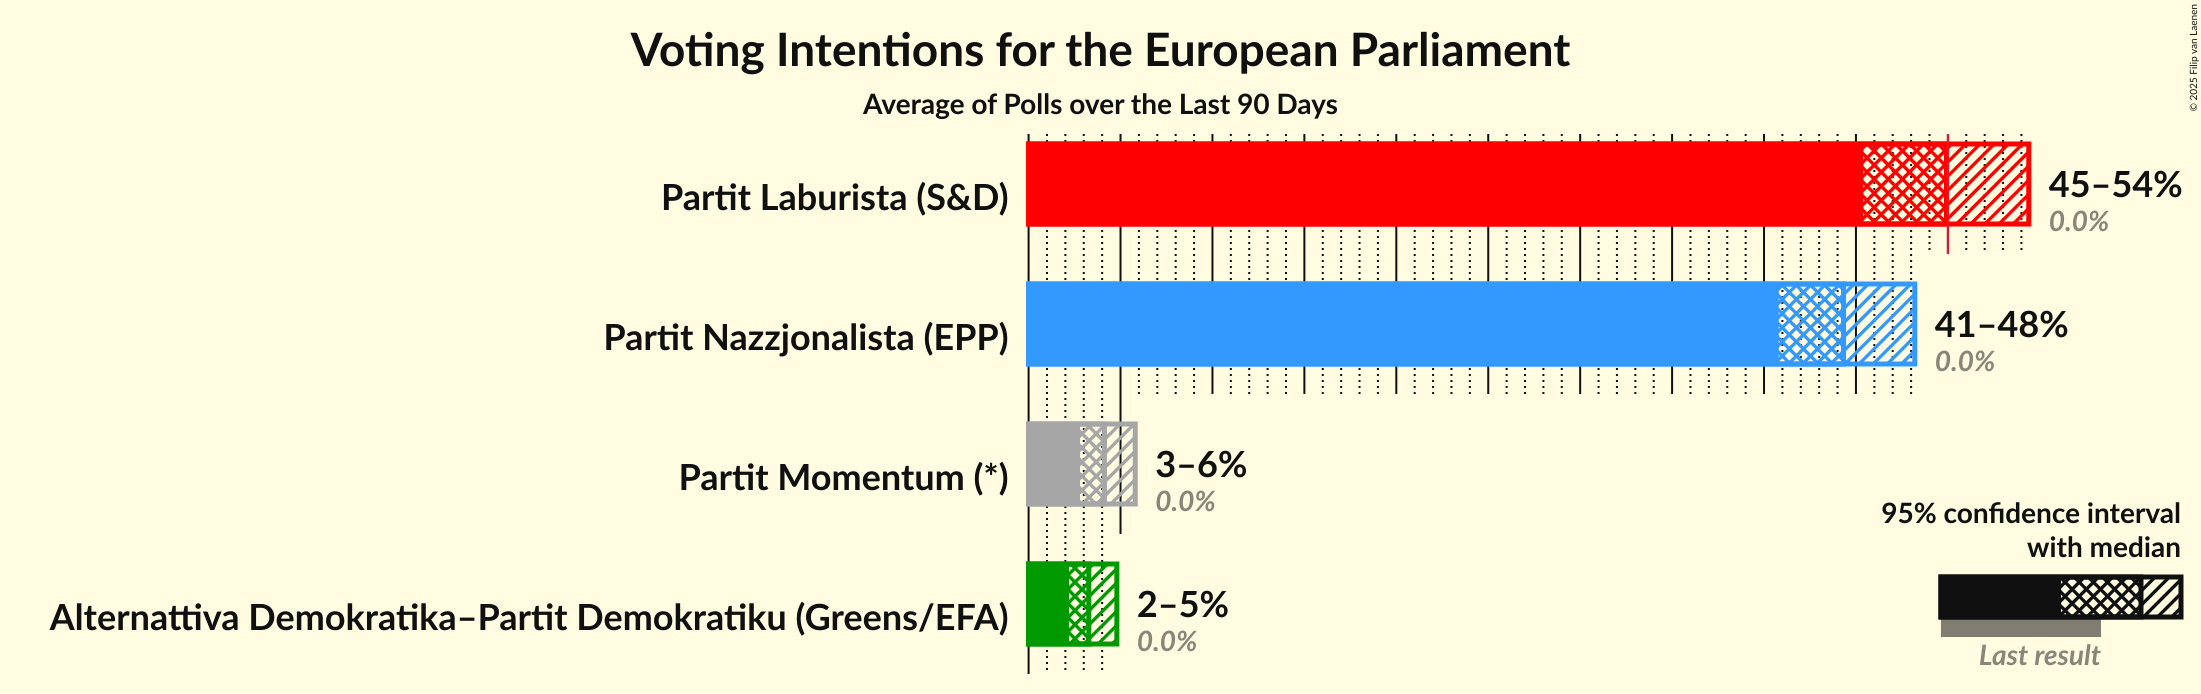 Voting Intentions for the European Parliament
Average of Polls over the Last 90 Days
© 2025 Filip van Laenen
Partit Laburista (S&D)
45–54%
0.0%
Partit Nazzjonalista (EPP)
41–48%
0.0%
Partit Momentum (*)
3–6%
0.0%
Alternattiva Demokratika–Partit Demokratiku (Greens/EFA)
2–5%
0.0%
95% confidence interval
with median
Last result